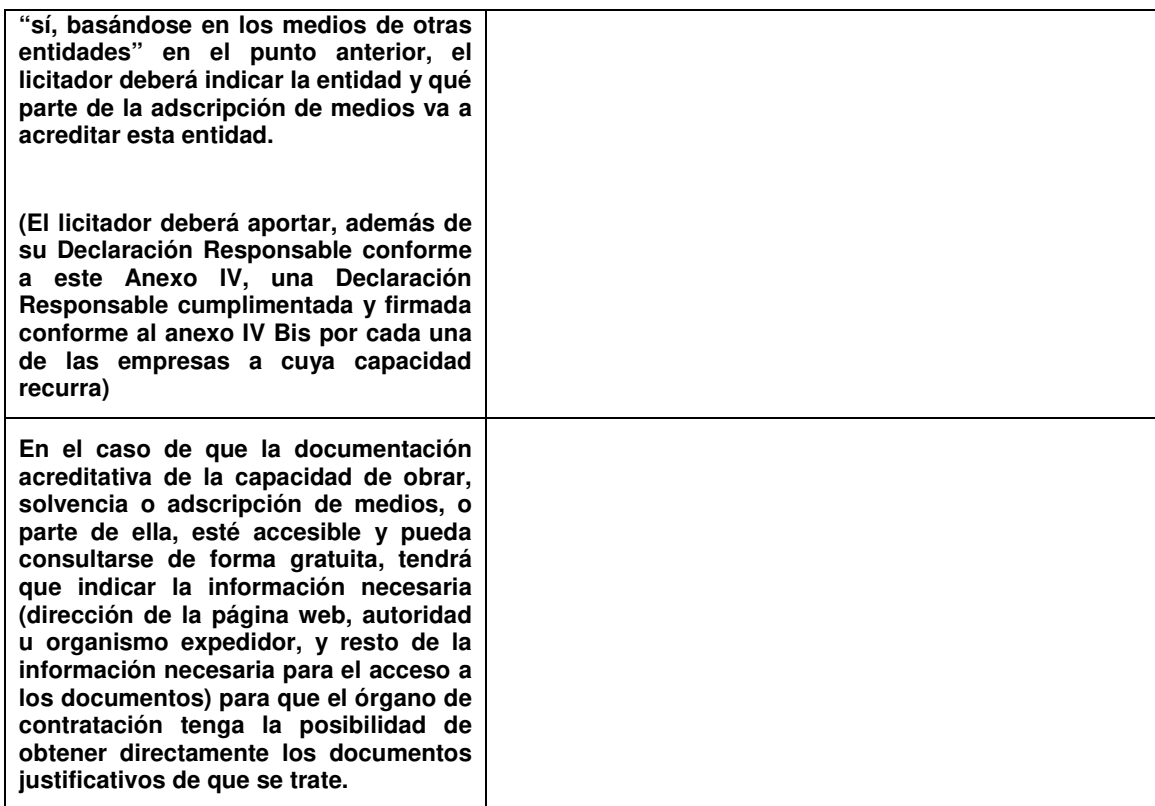 “sí, basándose en los medios de otras
entidades” en el punto anterior, el
licitador deberá indicar la entidad y qué
parte de la adscripción de medios va a
acreditar esta entidad.
(El licitador deberá aportar, además de
su Declaración Responsable conforme
a este Anexo IV, una Declaración
Responsable cumplimentada y firmada
conforme al anexo IV Bis por cada una
de las empresas a cuya capacidad
recurra)
En el caso de que la documentación
acreditativa de la capacidad de obrar,
solvencia o adscripción de medios, o
parte de ella, esté accesible y pueda
consultarse de forma gratuita, tendrá
que indicar la información necesaria
(dirección de la página web, autoridad
u organismo expedidor, y resto de la
información necesaria para el acceso a
los documentos) para que el órgano de
contratación tenga la posibilidad de
obtener directamente los documentos
justificativos de que se trate.